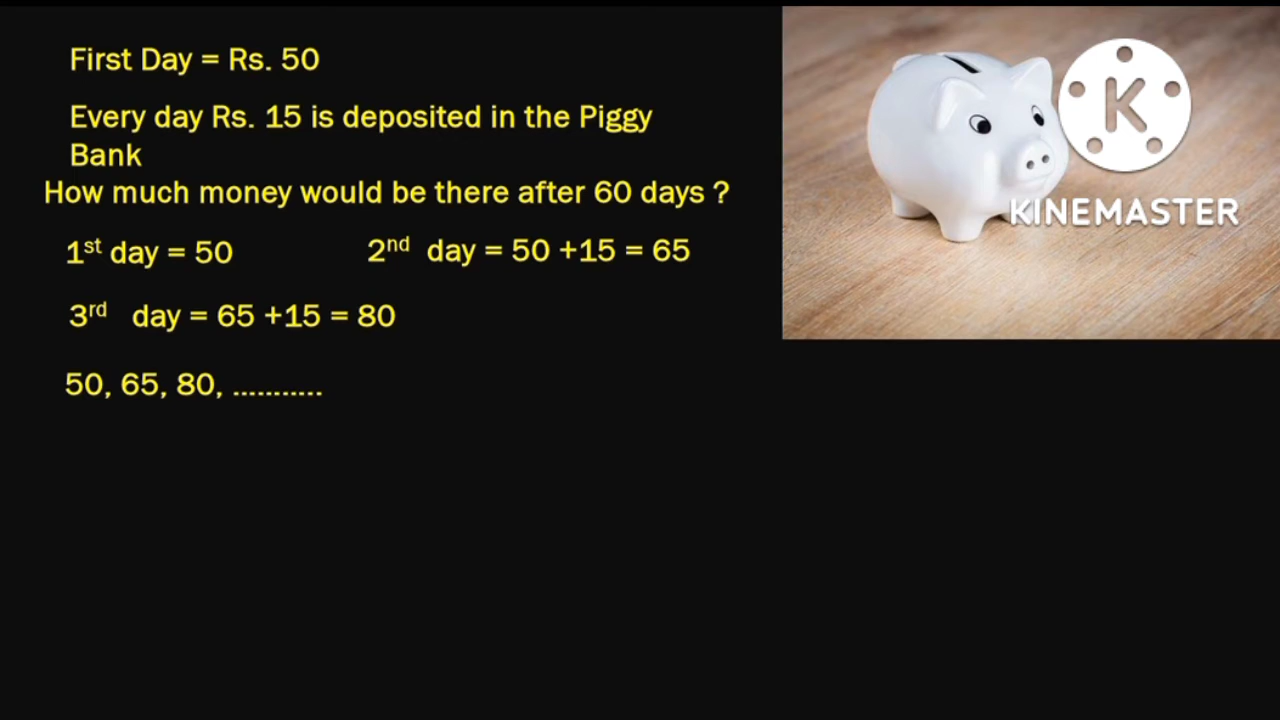 First Day = Rs. 50
Every day Rs. 15 is deposited in the Piggy
Bank
How much money would be there after 60 days ?
1st day = 50
2nd day = 50 +15 = 65
3rd day = 65 +15 = 80
50, 65, 80, ...........
K
KINEMASTER